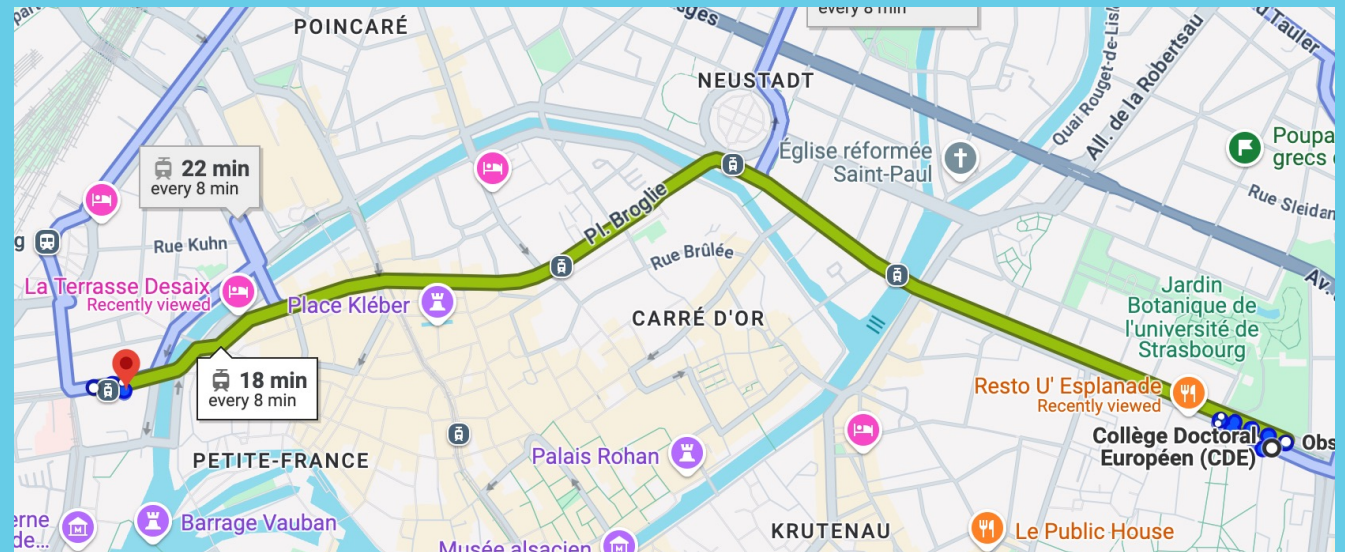 every 8 min
POINCARÉ
NEUSTADT
Tauler
Quai Rouget-de-Lisle
All. de la Robertsau
Église réformée
Saint-Paul
Rue Sleidan
22 min
every 8 min
Pl. Broglie
Rue Kuhn
Rue Brûlée
La Terrasse Desaix
Recently viewed
Place Kléber
CARRÉ D'OR
Jardin
Botanique de
l'université de
Strasbourg
Av.
18 min
every 8 min
Resto U' Esplanade
Recently viewed
Collège Doctoral
Européen (CDE)
PETITE-FRANCE
Palais Rohan
Barrage Vauban
KRUTENAU
Le Public House
Musée alsacien